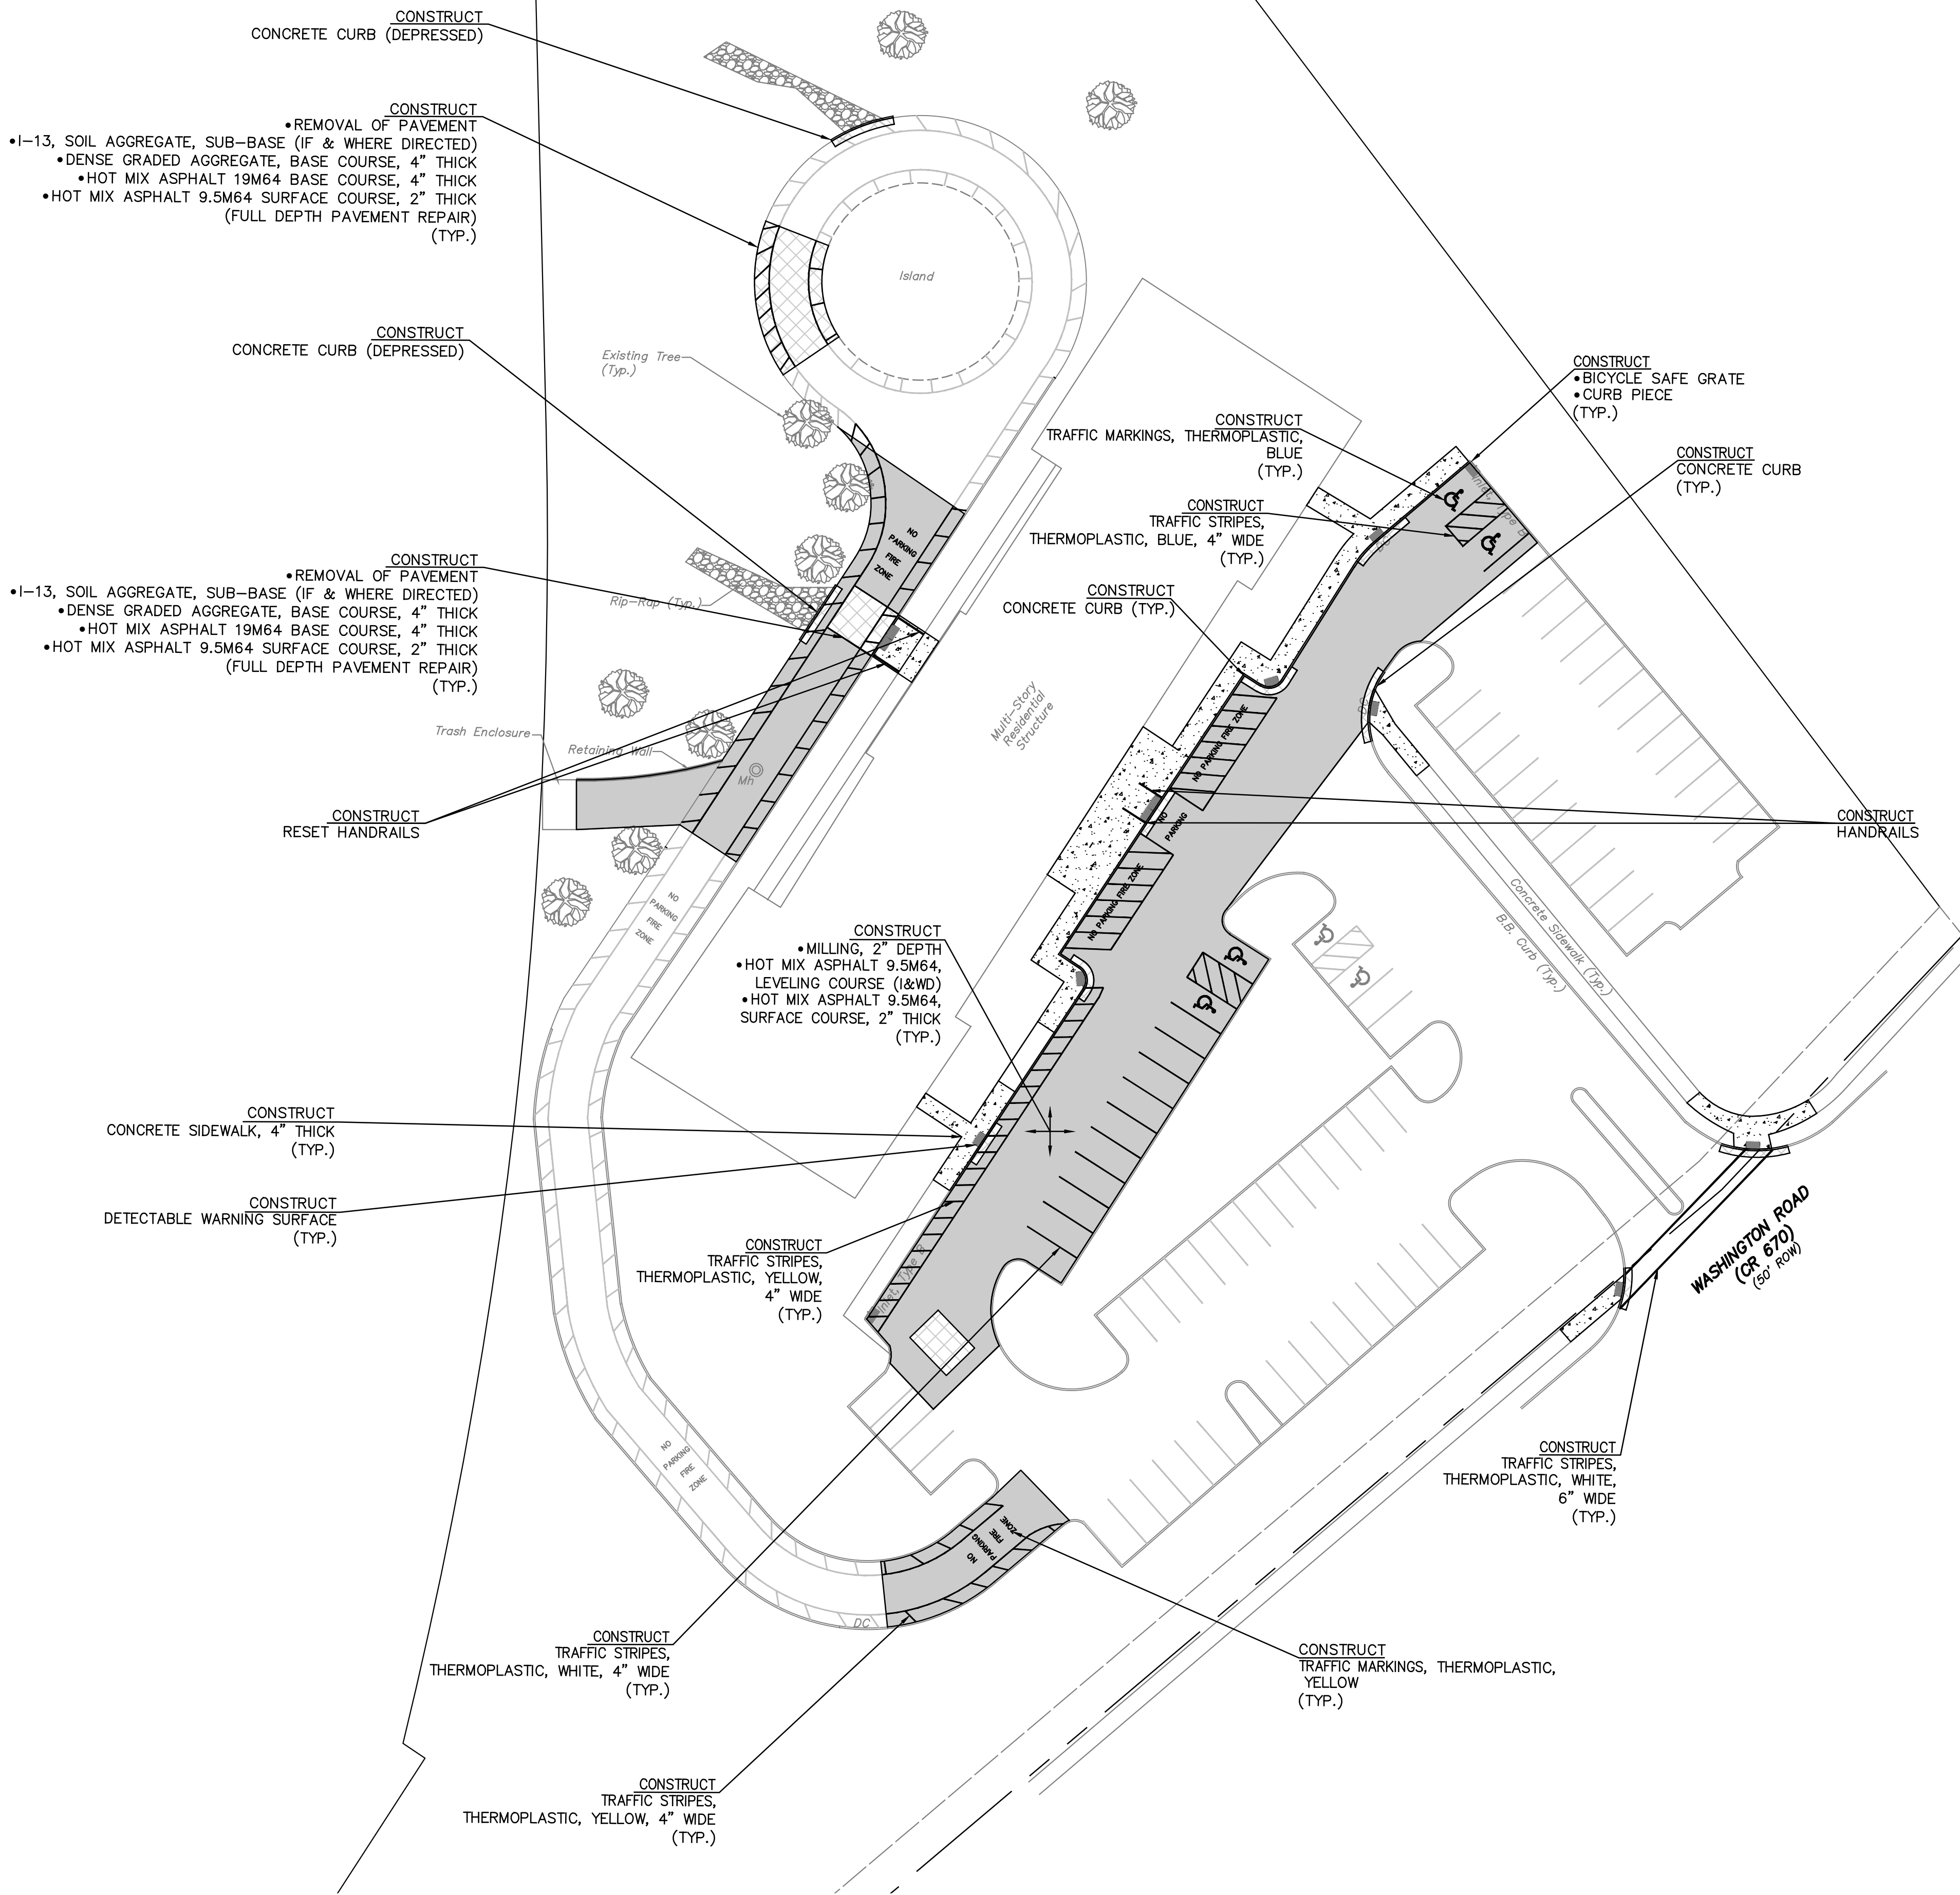 CONSTRUCT
CONCRETE CURB (DEPRESSED)
CONSTRUCT
•REMOVAL OF PAVEMENT
•I-13, SOIL AGGREGATE, SUB-BASE (IF & WHERE DIRECTED)
•DENSE GRADED AGGREGATE, BASE COURSE, 4" THICK
•HOT MIX ASPHALT 19M64 BASE COURSE, 4" THICK
•HOT MIX ASPHALT 9.5M64 SURFACE COURSE, 2" THICK
(FULL DEPTH PAVEMENT REPAIR)
(TYP.)
Island
CONSTRUCT
CONCRETE CURB (DEPRESSED)
Existing Tree
(Typ.)
CONSTRUCT
•BICYCLE SAFE GRATE
•CURB PIECE
(TYP.)
CONSTRUCT
TRAFFIC MARKINGS, THERMOPLASTIC,
BLUE
(TYP.)
CONSTRUCT
CONCRETE CURB
(TYP.)
Inlet, Type B
CONSTRUCT
TRAFFIC STRIPES,
THERMOPLASTIC, BLUE, 4" WIDE
(TYP.)
DC
NO
PARKING
FIRE
ZONE
CONSTRUCT
•REMOVAL OF PAVEMENT
•I-13, SOIL AGGREGATE, SUB-BASE (IF & WHERE DIRECTED)
•DENSE GRADED AGGREGATE, BASE COURSE, 4" THICK
•HOT MIX ASPHALT 19M64 BASE COURSE, 4" THICK
•HOT MIX ASPHALT 9.5M64 SURFACE COURSE, 2" THICK
(FULL DEPTH PAVEMENT REPAIR)
(TYP.)
Rip-Rap (Typ.)
CONSTRUCT
CONCRETE CURB (TYP.)
Multi-Story
Residential
Structure
DC
NO PARKING FIRE ZONE
Trash Enclosure
Retaining Wall
Mh
CONSTRUCT
RESET HANDRAILS
NO
PARKING
CONSTRUCT
HANDRAILS
NO PARKING FIRE ZONE
NO
PARKING
FIRE
ZONE
Concrete Sidewalk (Typ.)
B.B. Curb (Typ.)
CONSTRUCT
•MILLING, 2" DEPTH
•HOT MIX ASPHALT 9.5M64,
LEVELING COURSE (I&WD)
•HOT MIX ASPHALT 9.5M64,
SURFACE COURSE, 2" THICK
(TYP.)
CONSTRUCT
CONCRETE SIDEWALK, 4" THICK
(TYP.)
CONSTRUCT
DETECTABLE WARNING SURFACE
(TYP.)
CONSTRUCT
TRAFFIC STRIPES,
THERMOPLASTIC, YELLOW,
4" WIDE
(TYP.)
Inlet, Type B
WASHINGTON ROAD
(CR 670)
(50' ROW)
NO
PARKING
FIRE
ZONE
CONSTRUCT
TRAFFIC STRIPES,
THERMOPLASTIC, WHITE,
6" WIDE
(TYP.)
NO
PARKING
FIRE
ZONE
DC
CONSTRUCT
TRAFFIC STRIPES,
THERMOPLASTIC, WHITE, 4" WIDE
(TYP.)
CONSTRUCT
TRAFFIC MARKINGS, THERMOPLASTIC,
YELLOW
(TYP.)
CONSTRUCT
TRAFFIC STRIPES,
THERMOPLASTIC, YELLOW, 4" WIDE
(TYP.)